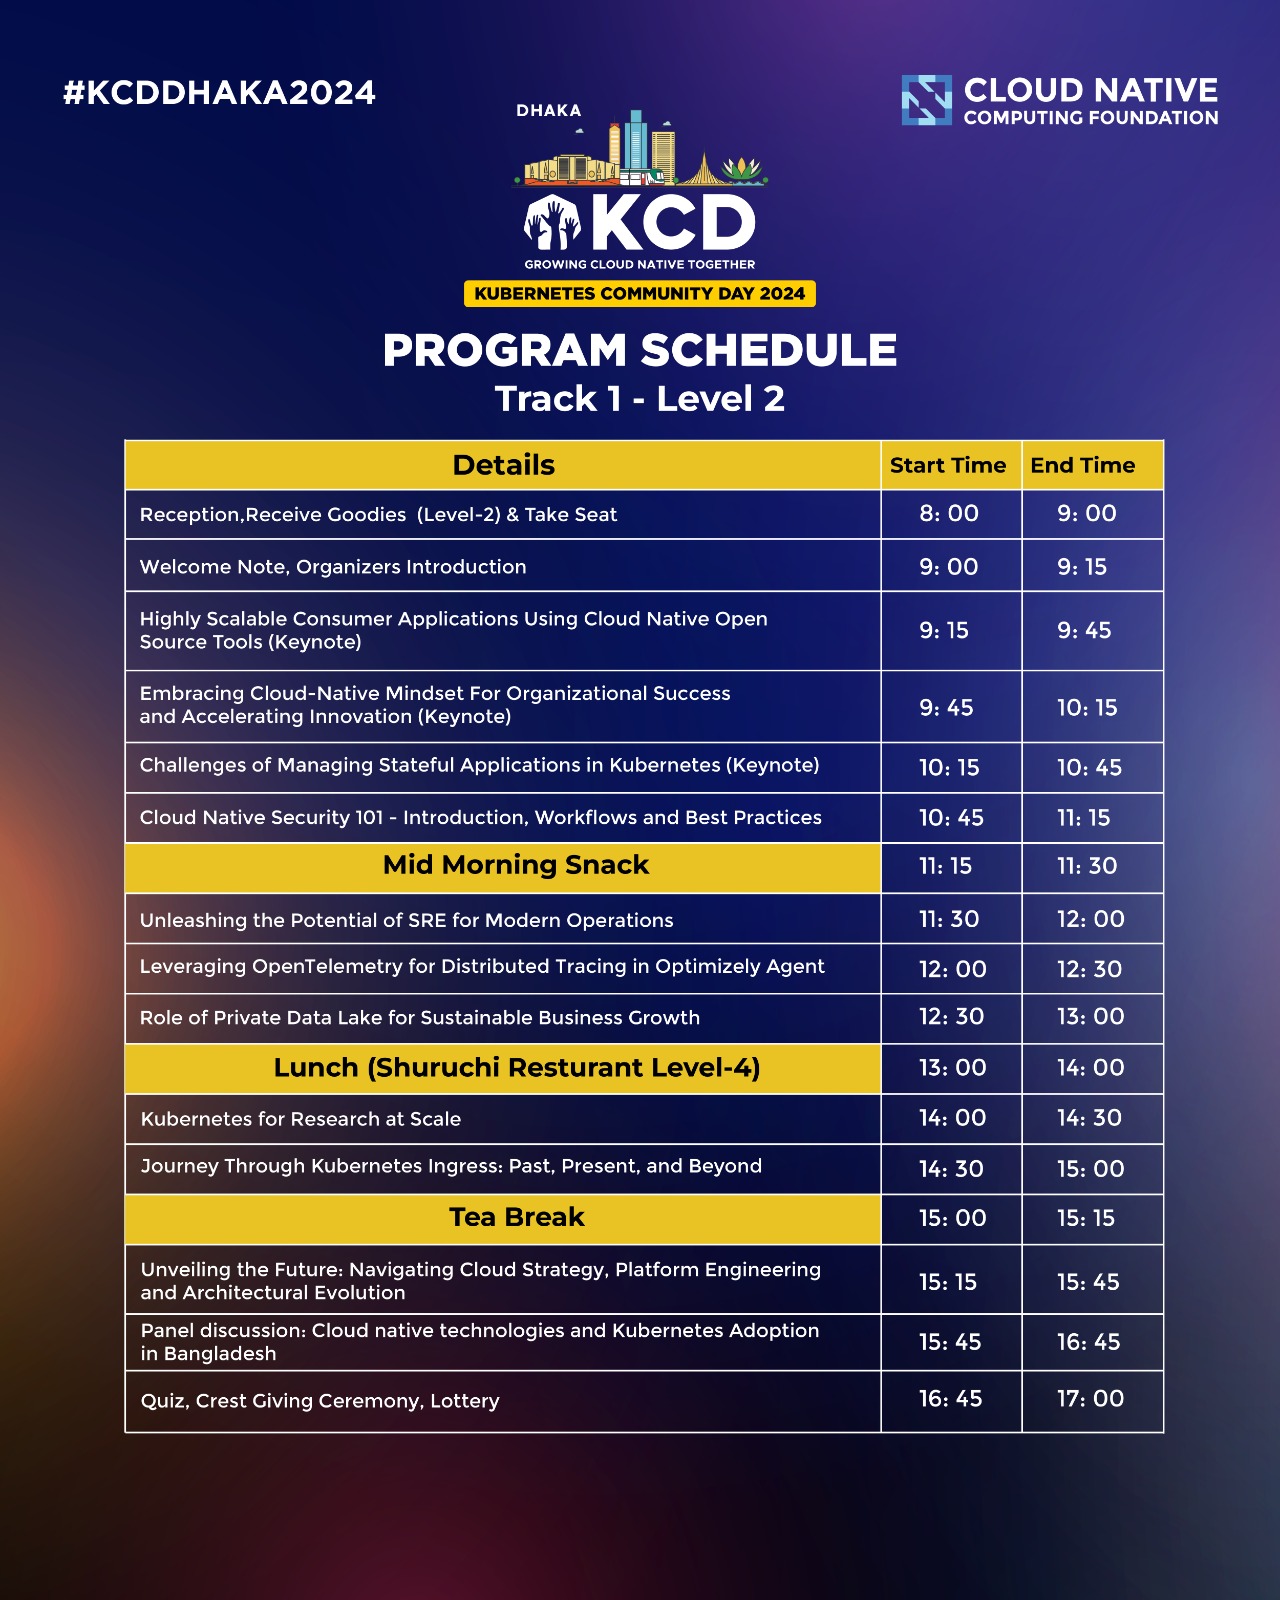 #KCDDHAKA2024
CLOUD NATIVE
COMPUTING FOUNDATION
DHAKA
KCD
GROWING CLOUD NATIVE TOGETHER
KUBERNETES COMMUNITY DAY 2024
PROGRAM SCHEDULE
Track 1 - Level 2
Details Start Time End Time
Reception,Receive Goodies (Level-2) & Take Seat 8: 00 9: 00
Welcome Note, Organizers Introduction 9: 00 9: 15
Highly Scalable Consumer Applications Using Cloud Native Open
Source Tools (Keynote) 9: 15 9: 45
Embracing Cloud-Native Mindset For Organizational Success
and Accelerating Innovation (Keynote) 9: 45 10: 15
Challenges of Managing Stateful Applications in Kubernetes (Keynote) 10: 15 10: 45
Cloud Native Security 101 - Introduction, Workflows and Best Practices 10: 45 11: 15
Mid Morning Snack 11: 15 11: 30
Unleashing the Potential of SRE for Modern Operations 11: 30 12: 00
Leveraging OpenTelemetry for Distributed Tracing in Optimizely Agent 12: 00 12: 30
Role of Private Data Lake for Sustainable Business Growth 12: 30 13: 00
Lunch (Shuruchi Resturant Level-4) 13: 00 14: 00
Kubernetes for Research at Scale 14: 00 14: 30
Journey Through Kubernetes Ingress: Past, Present, and Beyond 14: 30 15: 00
Tea Break 15: 00 15: 15
Unveiling the Future: Navigating Cloud Strategy, Platform Engineering
and Architectural Evolution 15: 15 15: 45
Panel discussion: Cloud native technologies and Kubernetes Adoption
in Bangladesh 15: 45 16: 45
Quiz, Crest Giving Ceremony, Lottery 16: 45 17: 00